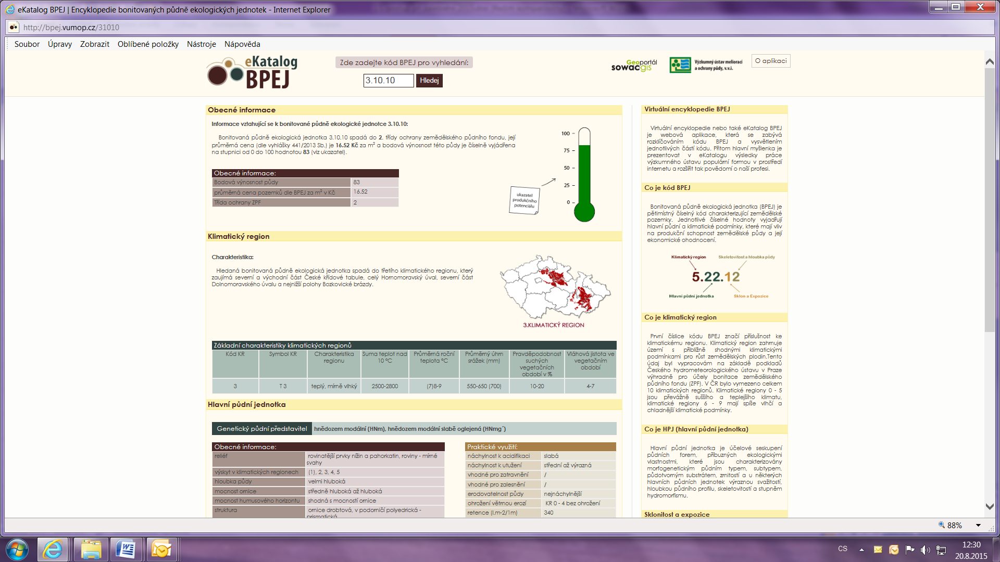 eKatalog BPEJ | Encyklopedie bonitovaných půdně ekologických jednotek - Internet Explorer
http://bpej.vumop.cz/31010
Soubor Úpravy Zobrazit Oblíbené položky Nástroje Nápověda
eKatalog
BPEJ
Zde zadejte kód BPEJ pro vyhledání:
3.10.10 Hledej
Geoportál
sowac-gis
Výzkumný ústav meliorací
a ochrany půdy, v.v.i.
O aplikaci
Obecné informace
Informace vztahující se k bonitované půdně ekologické jednotce 3.10.10:
Bonitovaná půdně ekologická jednotka 3.10.10 spadá do 2. třídy ochrany zemědělského půdního fondu, její
průměrná cena (dle vyhlášky 441/2013 Sb.) je 16.52 Kč za m² a bodová výnosnost této půdy je číselně vyjádřena
na stupnici od 0 do 100 hodnotou 83 (viz ukazatel).
Obecné informace:
Bodová výnosnost půdy 83
průměrná cena pozemků dle BPEJ za m² v Kč 16.52
Třída ochrany ZPF 2
100
75
50
25
0
ukazatel
produkčního
potenciálu
Klimatický region
Charakteristika:
Hledaná bonitovaná půdně ekologická jednotka spadá do třetího klimatického regionu, který
zaujímá severní a východní část České křídové tabule, celý Hornomoravský úval, severní část
Dolnomoravského úvalu a nejnižší polohy Bozkovické brázdy.
3.KLIMATICKÝ REGION
Základní charakteristiky klimatických regionů
Kód KR Symbol KR Charakteristika Suma teplot nad Průměrná roční Průměrný úhrn Pravděpodobnost Vláhová jistota ve
regionu 10 °C teplota °C srážek (mm) suchých vegetačním
vegetačních období
období v %
3 T 3 teplý, mírně vlhký 2500-2800 (7)8-9 550-650 (700) 10-20 4-7
Hlavní půdní jednotka
Genetický půdní představitel hnědozem modální (HNm), hnědozem modální slabě oglejená (HNmg´)
Obecné informace:
reliéf rovinatější prvky nížin a pahorkatin, roviny - mírné
svahy
výskyt v klimatických regionech (1), 2, 3, 4, 5
hloubka půdy velmi hluboká
mocnost ornice středně hluboká až hluboká
mocnost humusového horizontu shodná s mocností ornice
struktura ornice drobtová, v podorničí polyedrická -
prismatická
Praktické využití:
náchylnost k acidifikaci slabá
náchylnost k utužení střední až výrazná
vhodné pro zatravnění /
vhodné pro zalesnění /
erodovatelnost půdy nejnáchylnější
ohrožení větrnou erozí KR 0 - 4 bez ohrožení
retence (l.m-2/1m) 340
Virtuální encyklopedie BPEJ
Virtuální encyklopedie nebo také eKatalog BPEJ
je webová aplikace, která se zabývá
rozklíčováním kódu BPEJ a vysvětlením
jednotlivých částí kódu. Přitom hlavní myšlenka je
prezentovat v eKatalogu výsledky práce
výzkumného ústavu populární formou v prostředí
internetu a rozšířit tak povědomí o naší profesi.
Co je kód BPEJ
Bonitovaná půdně ekologická jednotka (BPEJ) je
pětimístný číselný kód charakterizující zemědělské
pozemky. Jednotlivé číselné hodnoty vyjadřují
hlavní půdní a klimatické podmínky, které mají vliv
na produkční schopnost zemědělské půdy a její
ekonomické ohodnocení.
Klimatický region Skeletovitost a hloubka půdy
5.22.12
Hlavní půdní jednotka Sklon a Expozice
Co je klimatický region
První číslice kódu BPEJ značí příslušnost ke
klimatickému regionu. Klimatický region zahrnuje
území s přibližně shodnými klimatickými
podmínkami pro růst zemědělských plodin.Tento
údaj byl vypracovám na základě podkladů
Českého hydrometeorologického ústavu v Praze
výhradně pro účely bonitace zemědělského
půdního fondu (ZPF). V ČR bylo vymezeno celkem
10 klimatických regionů. Klimatické regiony 0 - 5
jsou převážně suššího a teplejšího klimatu,
klimatické regiony 6 - 9 mají spíše vlhčí a
chladnější klimatické podmínky.
Co je HPJ (hlavní půdní jednotka)
Hlavní půdní jednotka je účelové seskupení
půdních forem, příbuzných ekologickými
vlastnostmi, které jsou charakterizovány
morfogenetickým půdním typem, subtypem,
půdotvorným substrátem, zrnitostí a u některých
hlavních půdních jednotek výraznou svažitostí,
hloubkou půdního profilu, skeletovitostí a stupněm
hydromorfismu.
Sklonitost a expozice
88%
CS
12:30
20.8.2015